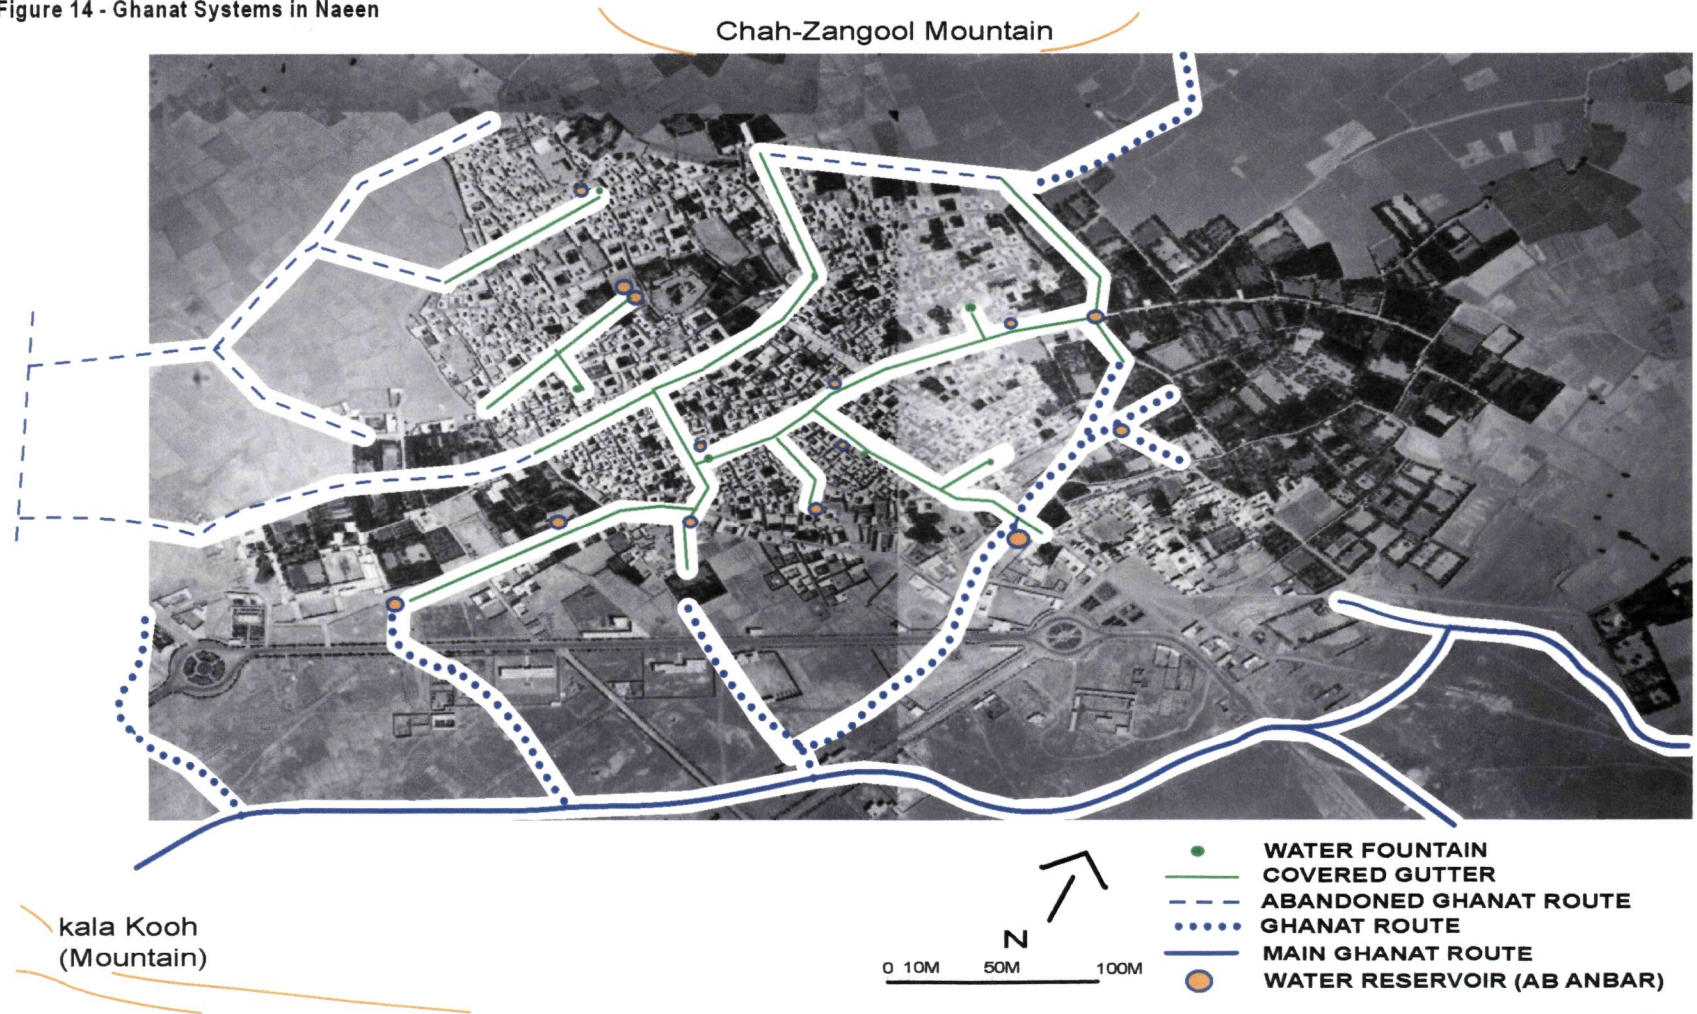 Figure 14 - Ghanat Systems in Naeen
Chah-Zangool Mountain
kala Kooh
(Mountain)
N
0 10M 50M 100M
WATER FOUNTAIN
COVERED GUTTER
ABANDONED GHANAT ROUTE
GHANAT ROUTE
MAIN GHANAT ROUTE
WATER RESERVOIR (AB ANBAR)